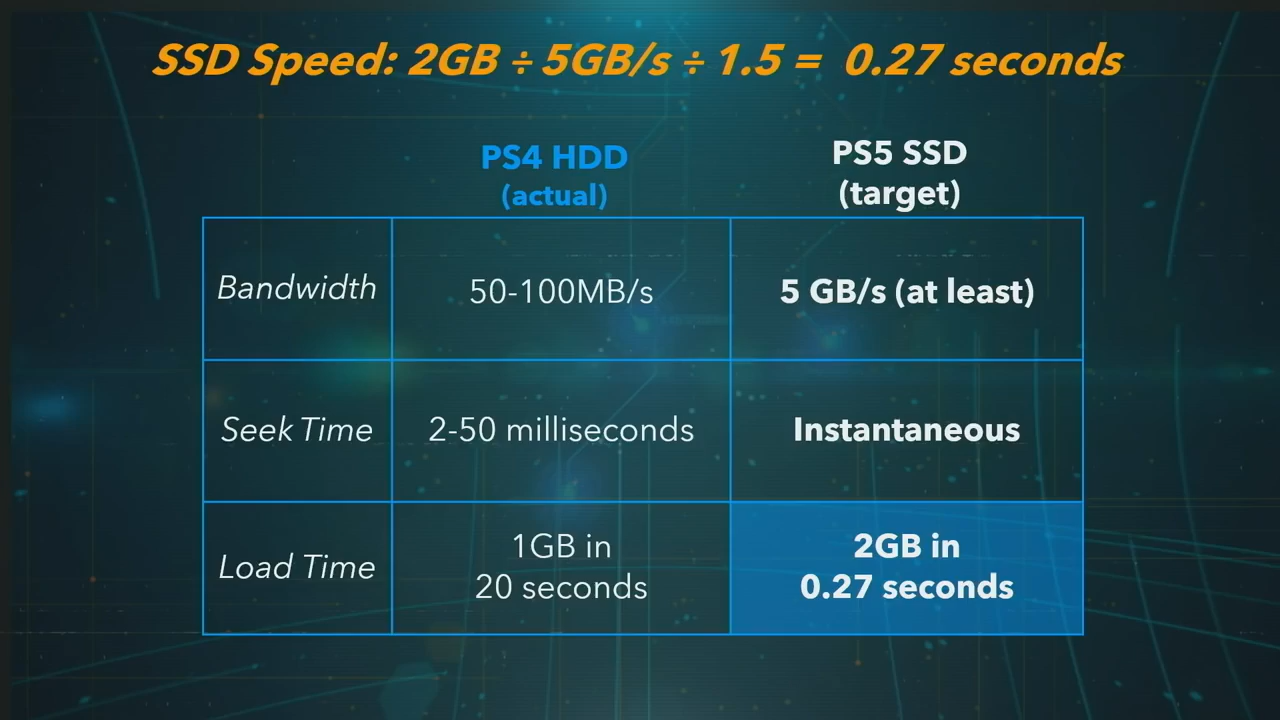 SSD Speed: 2GB ÷ 5GB/s ÷ 1.5 = 0.27 seconds
PS4 HDD
(actual)
PS5 SSD
(target)
Bandwidth
50-100MB/s
5 GB/s (at least)
Seek Time
2-50 milliseconds
Instantaneous
Load Time
1GB in
20 seconds
2GB in
0.27 seconds